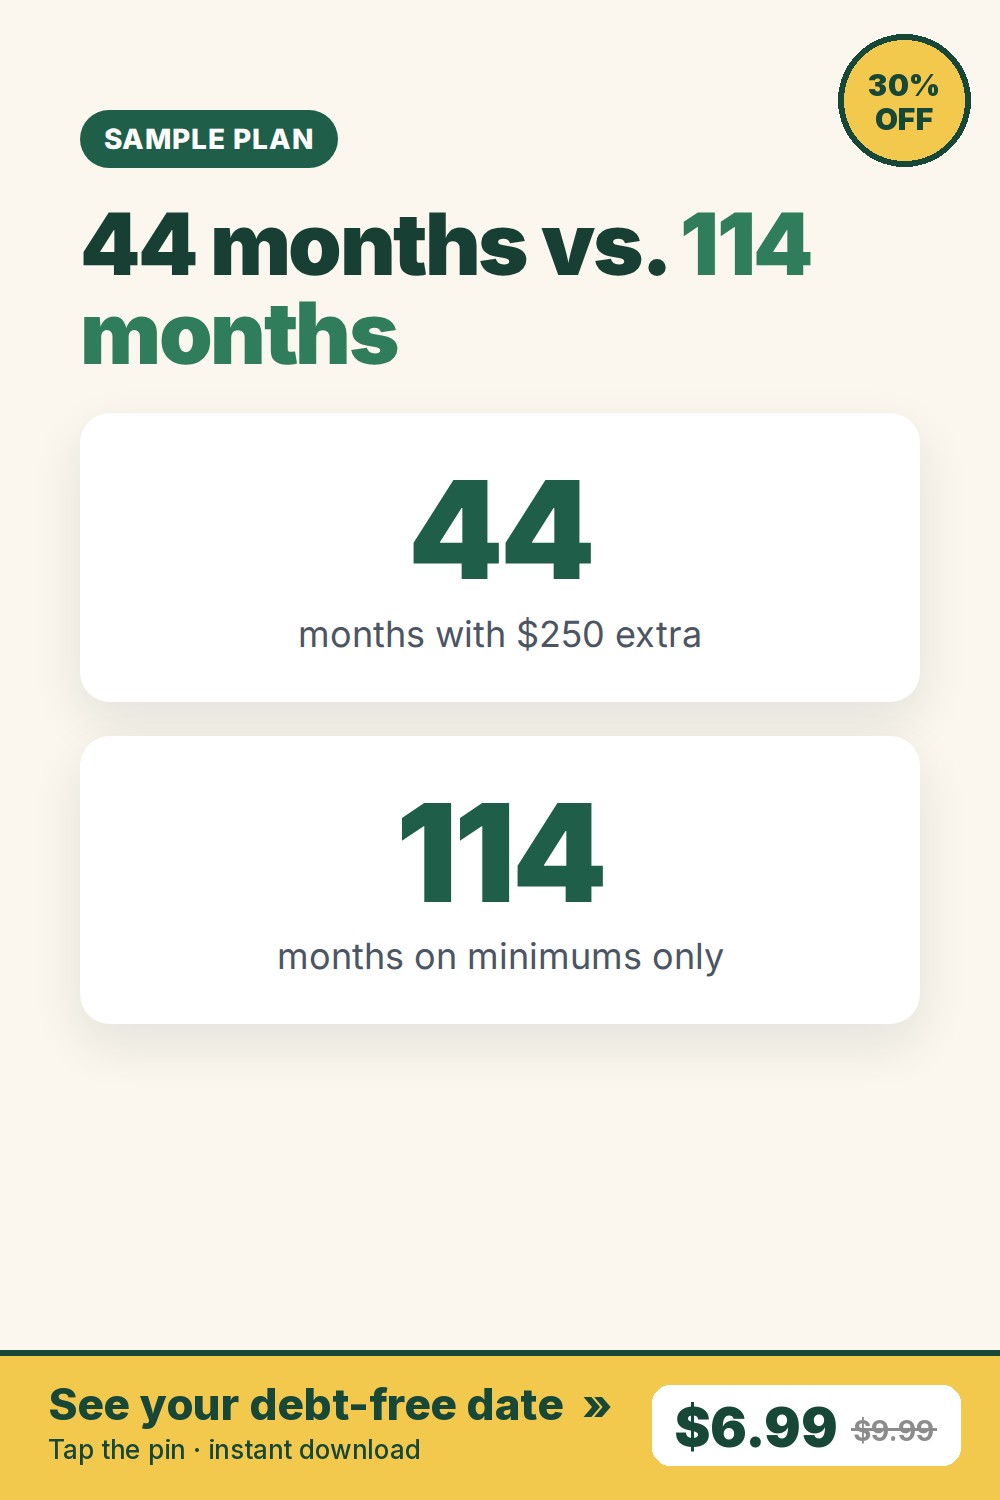 30%
OFF
SAMPLE PLAN
44 months vs. 114
months
44
months with $250 extra
114
months on minimums only
See your debt-free date »
Tap the pin · instant download
$6.99 $9.99